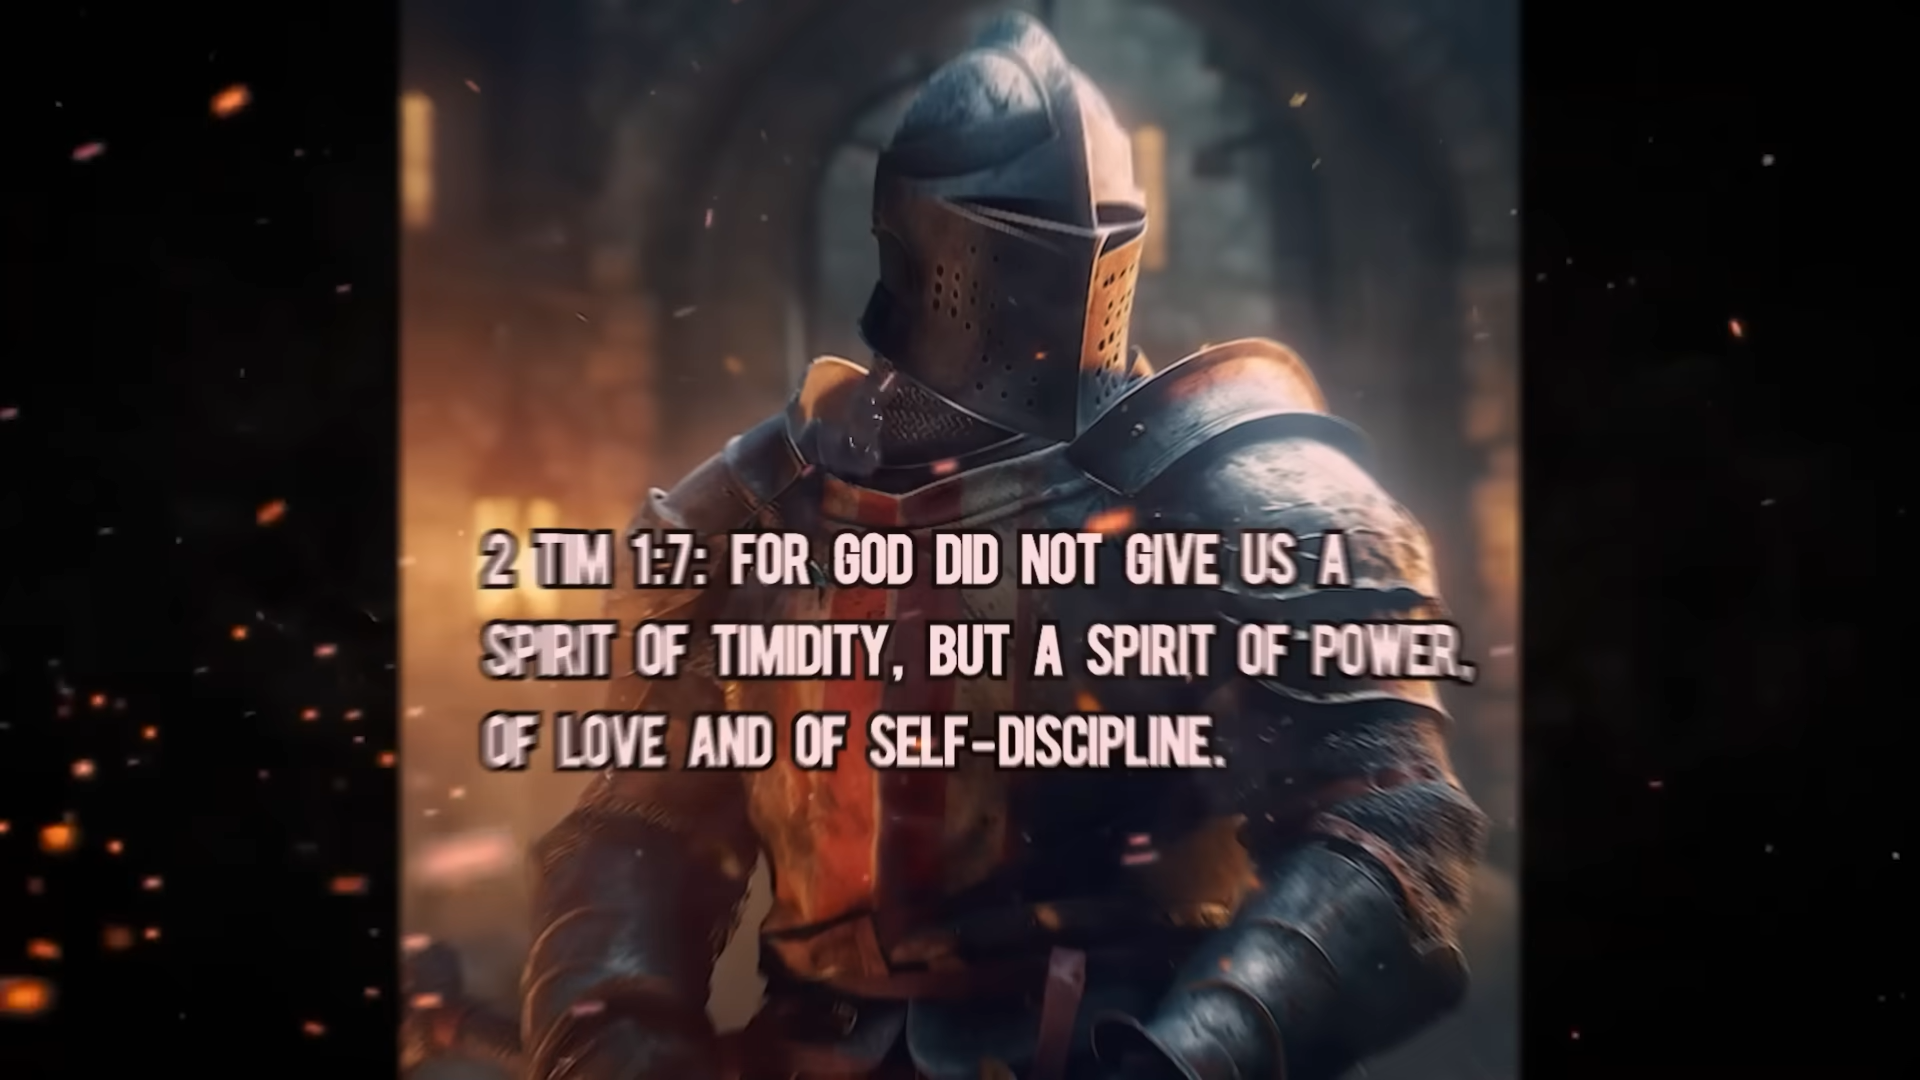 2 TIM 1:7: FOR GOD DID NOT GIVE US A
SPIRIT OF TIMIDITY, BUT A SPIRIT OF POWER,
OF LOVE AND OF SELF-DISCIPLINE.